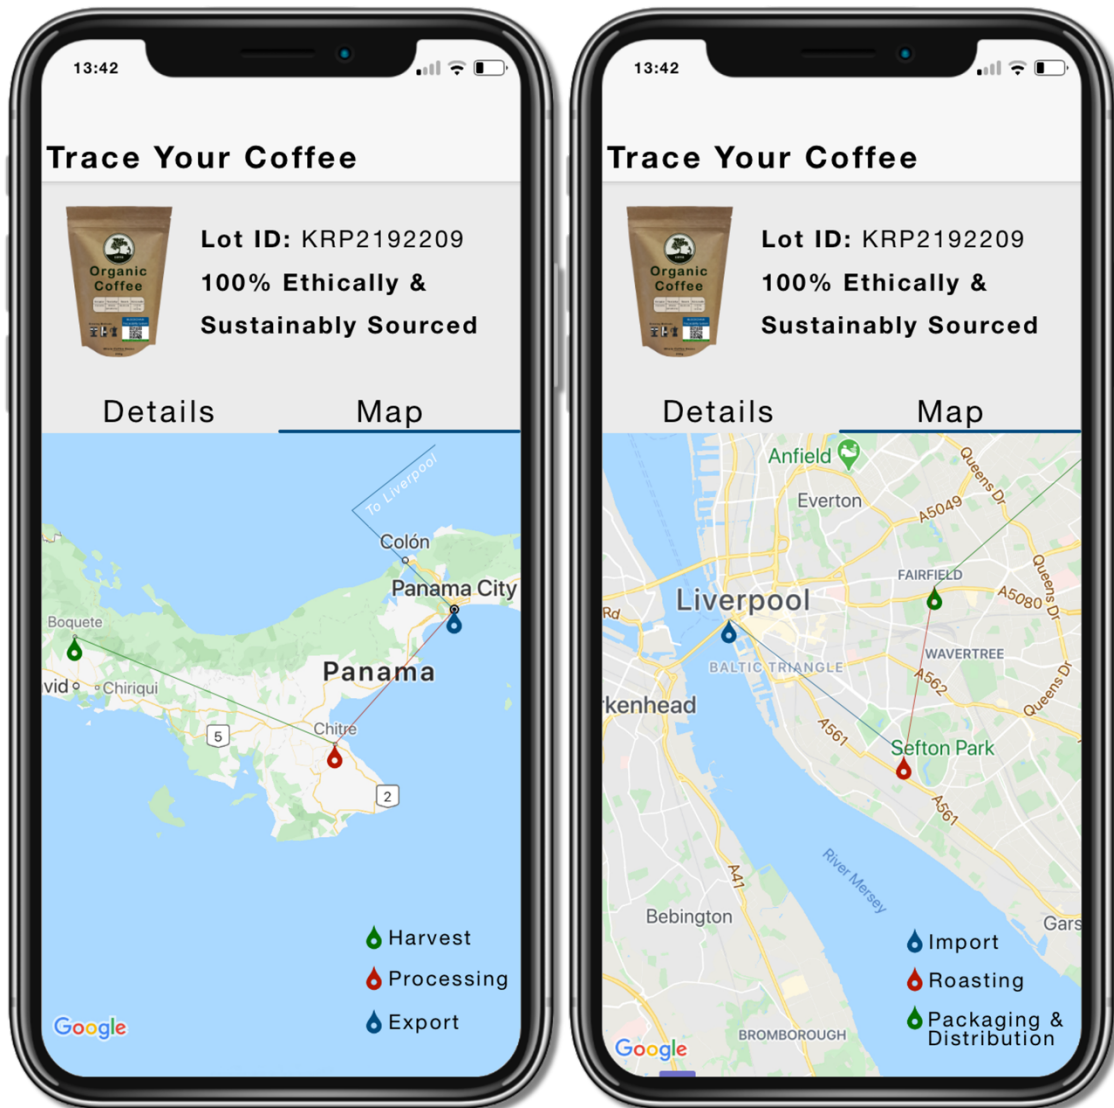 13:42
Trace Your Coffee
Organic
Coffee
Lot ID: KRP2192209
100% Ethically &
Sustainably Sourced
Details
Map
To Liverpool
Colón
Panama City
Boquete
Panama
vid
Chiriqui
Chitre
5
2
Harvest
Processing
Export
Google
13:42
Trace Your Coffee
Organic
Coffee
Lot ID: KRP2192209
100% Ethically &
Sustainably Sourced
Details
Map
Anfield
Queens Dr
Everton
A5049
FAIRFIELD
Queens Dr
A5080
Liverpool
Rd
WAVERTREE
BALTIC TRIANGLE
A562
Queens Dr
rkenhead
A561
Sefton Park
A561
River Mersey
A41
Bebington
Gars
Import
Roasting
Packaging &
Distribution
BROMBOROUGH
Google